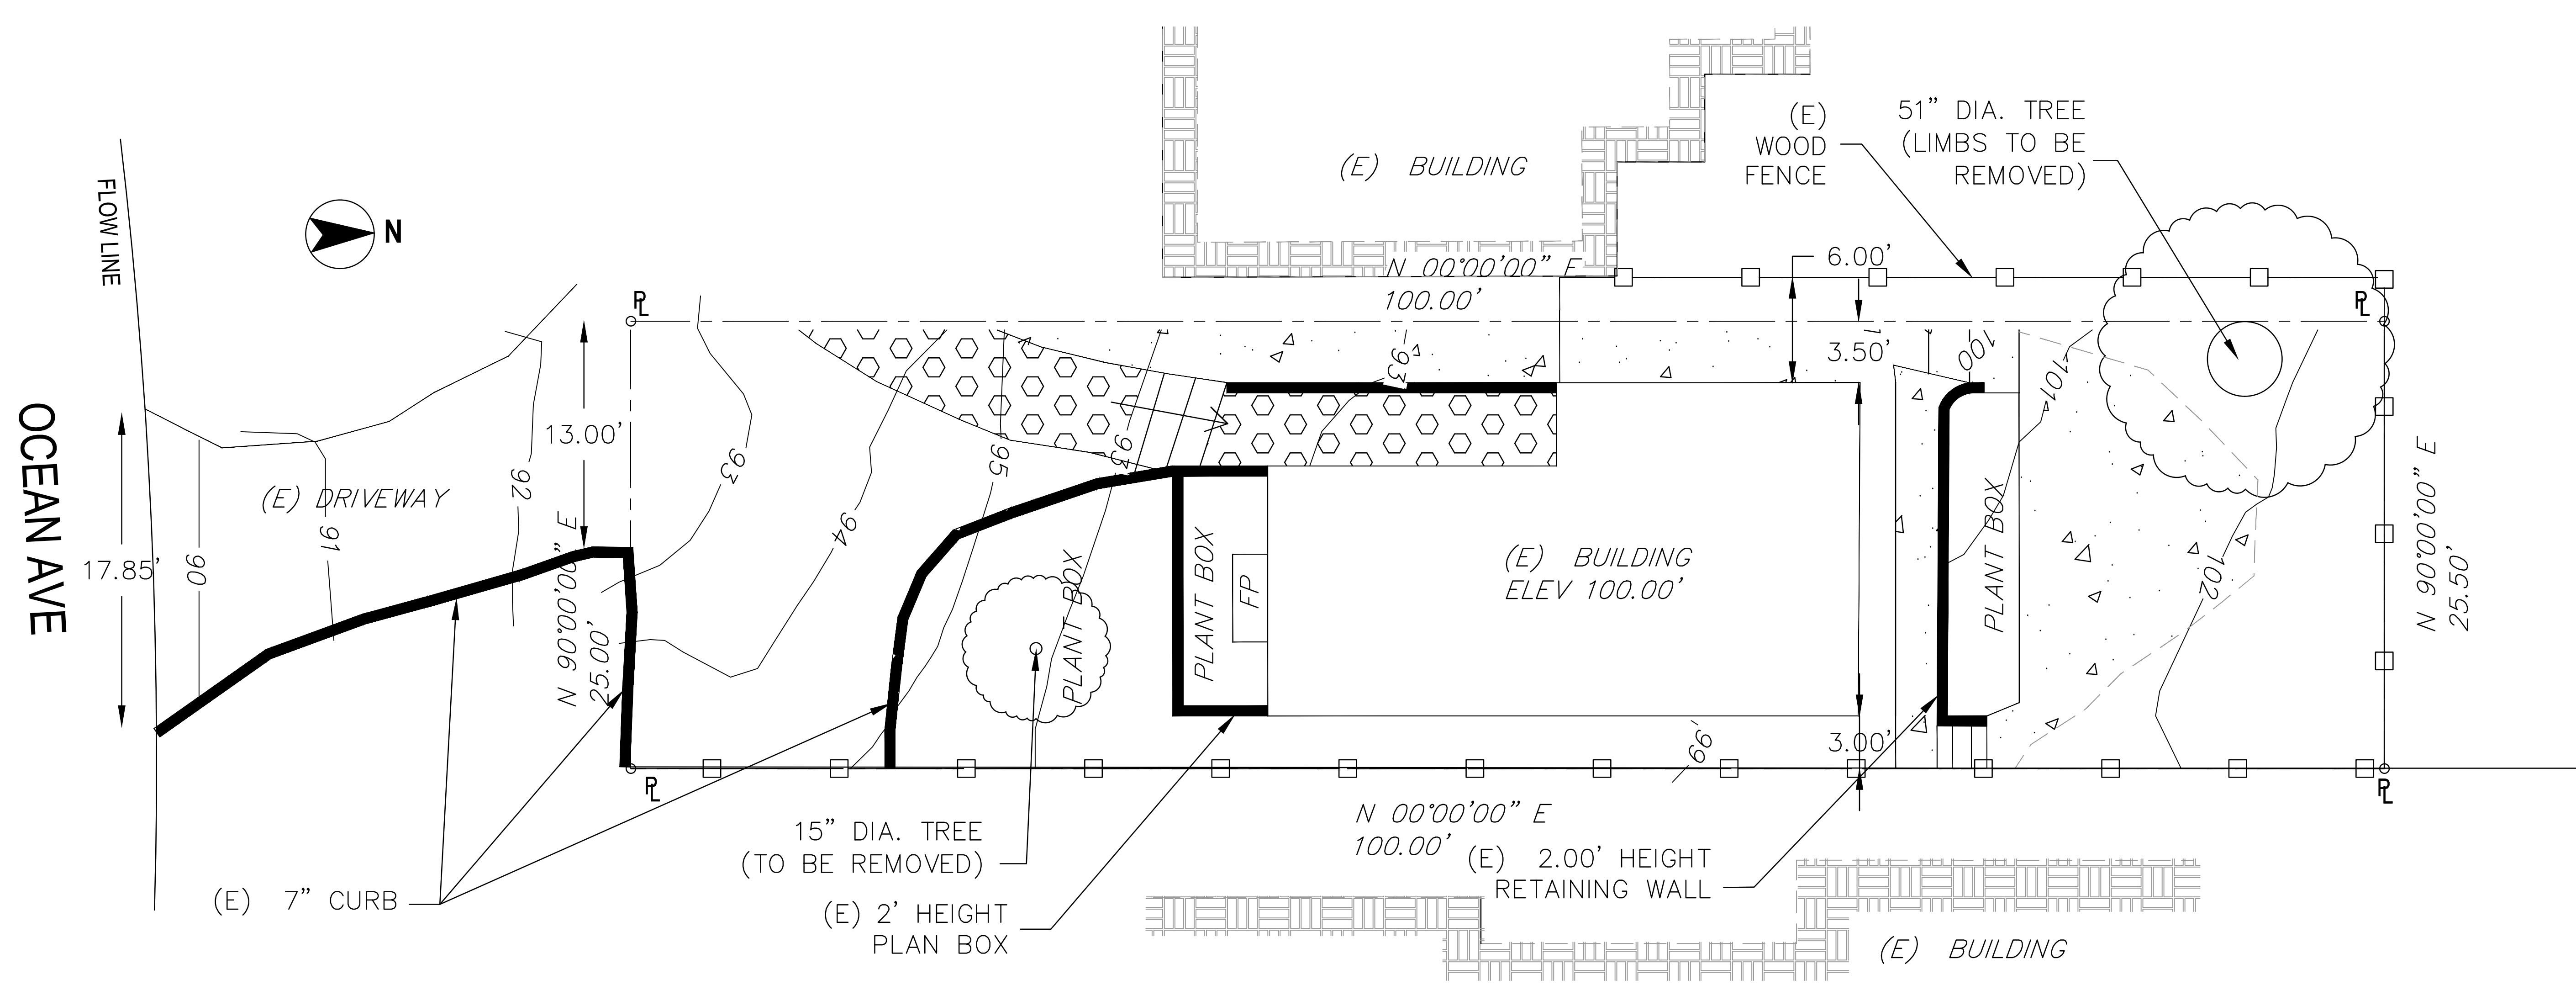 FLOW LINE
OCEAN AVE
N
(E) BUILDING
(E)
WOOD
FENCE
51" DIA. TREE
(LIMBS TO BE
REMOVED)
N 00°00'00" E
100.00'
6.00'
3.50'
PL
PL
13.00'
17.85'
(E) DRIVEWAY
90
91
92
93
94
95
93
93
100
101
102
99
N 90°00'00" E
25.00'
PLANT BOX
PLANT BOX
FP
(E) BUILDING
ELEV 100.00'
PLANT BOX
N 90°00'00" E
25.50'
3.00'
PL
PL
N 00°00'00" E
100.00'
15" DIA. TREE
(TO BE REMOVED)
(E) 7" CURB
(E) 2' HEIGHT
PLAN BOX
(E) 2.00' HEIGHT
RETAINING WALL
(E) BUILDING